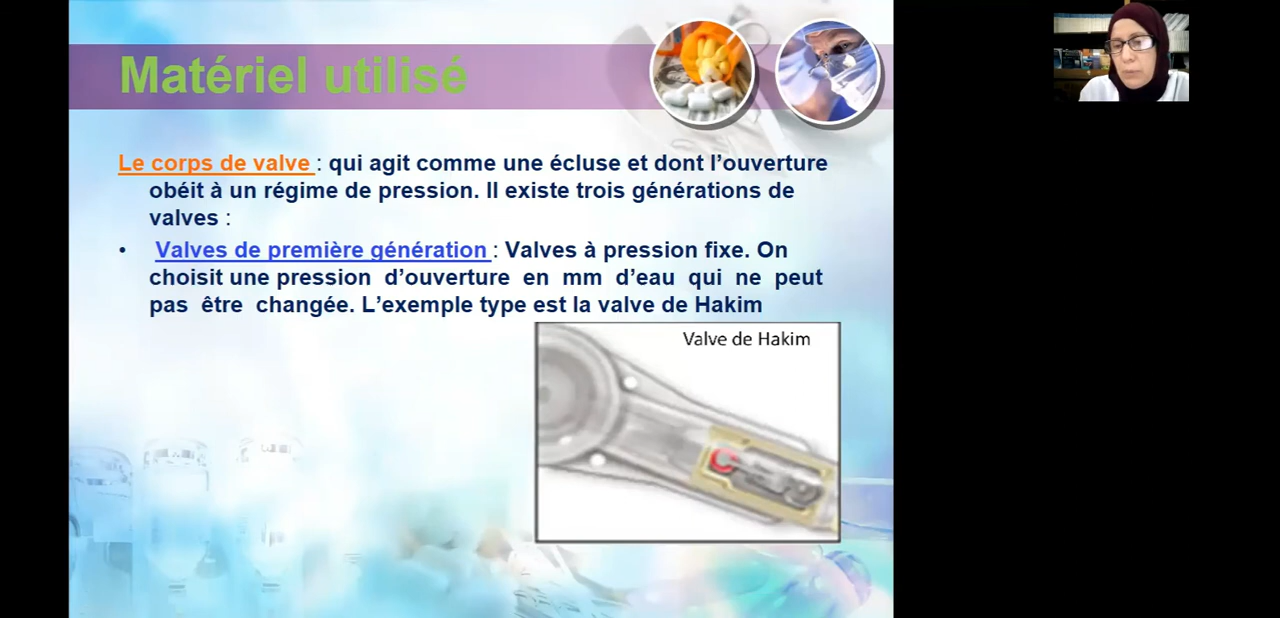 Matériel utilisé
Le corps de valve : qui agit comme une écluse et dont l’ouverture
obéit à un régime de pression. Il existe trois générations de
valves :
• Valves de première génération : Valves à pression fixe. On
choisit une pression d’ouverture en mm d’eau qui ne peut
pas être changée. L’exemple type est la valve de Hakim
Valve de Hakim